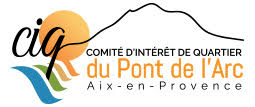 ciq
COMITÉ D'INTÉRÊT DE QUARTIER
du Pont de l'Arc
Aix-en-Provence